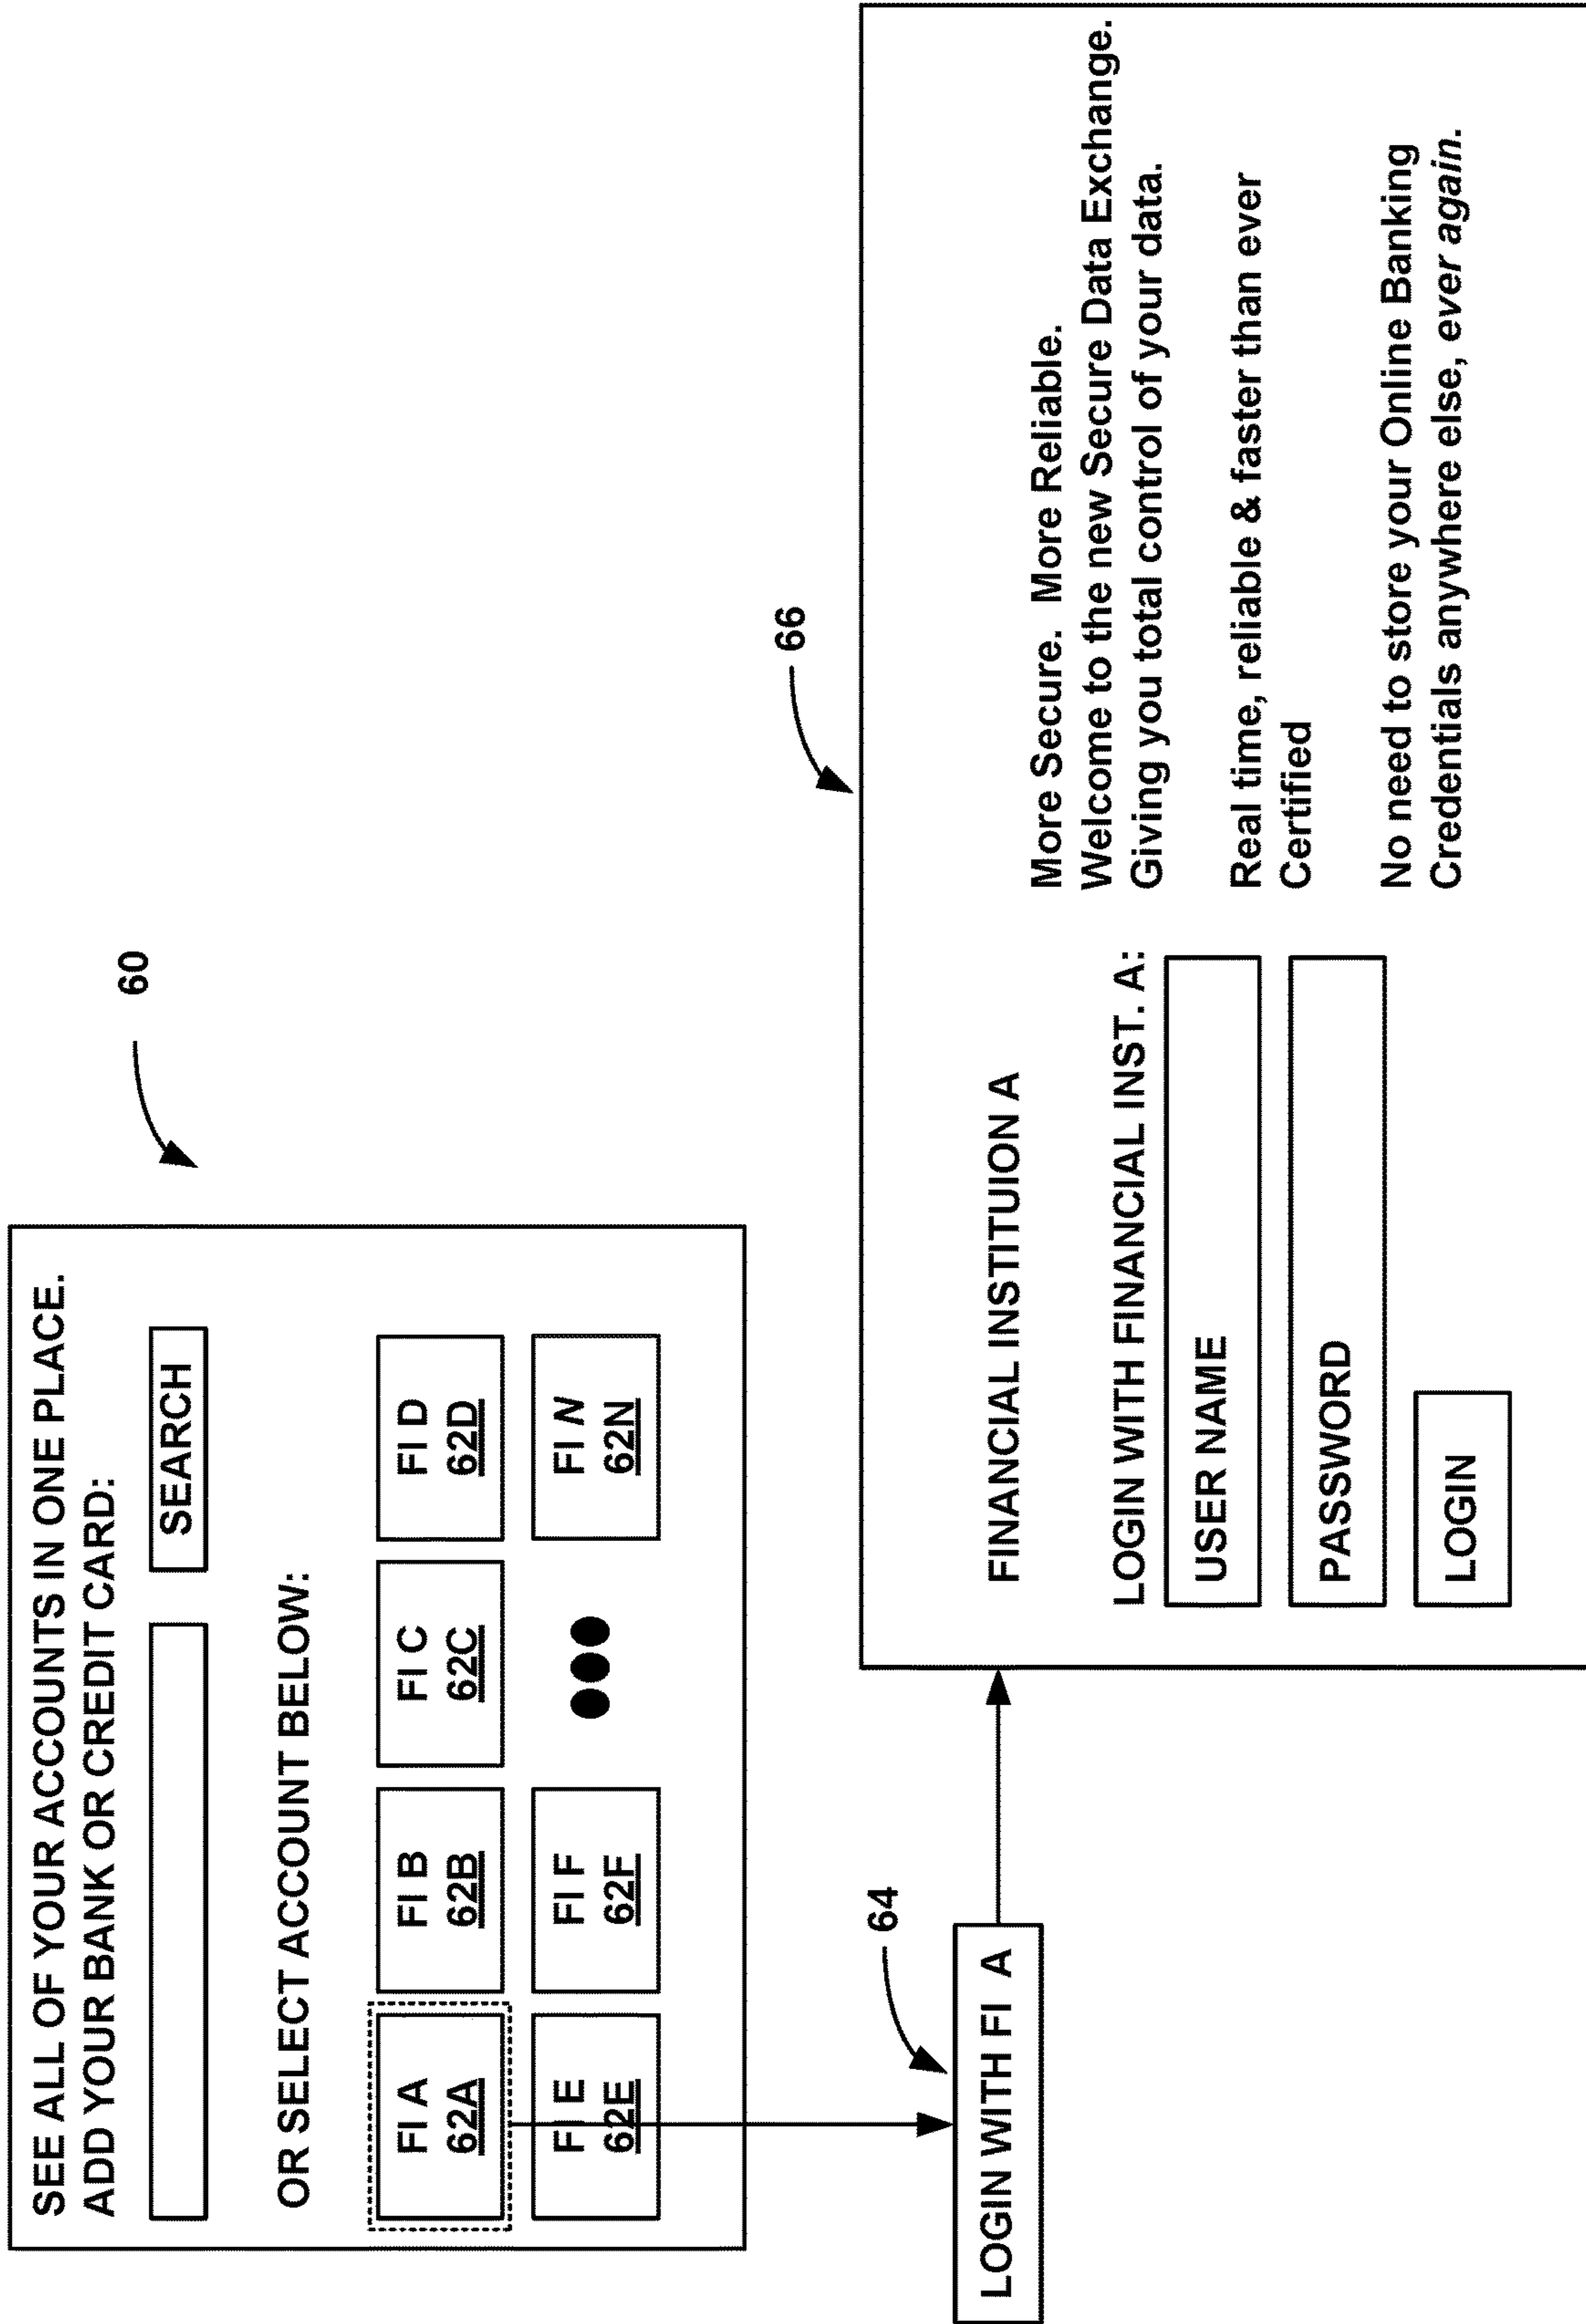 60
SEE ALL OF YOUR ACCOUNTS IN ONE PLACE.
ADD YOUR BANK OR CREDIT CARD:
SEARCH
OR SELECT ACCOUNT BELOW:
FI A
62A
FI B
62B
FI C
62C
FI D
62D
FI E
62E
FI F
62F
FI N
62N
64
LOGIN WITH FI A
66
FINANCIAL INSTITUION A
LOGIN WITH FINANCIAL INST. A:
USER NAME
PASSWORD
LOGIN
More Secure. More Reliable.
Welcome to the new Secure Data Exchange.
Giving you total control of your data.
Real time, reliable & faster than ever
Certified
No need to store your Online Banking
Credentials anywhere else, ever again.